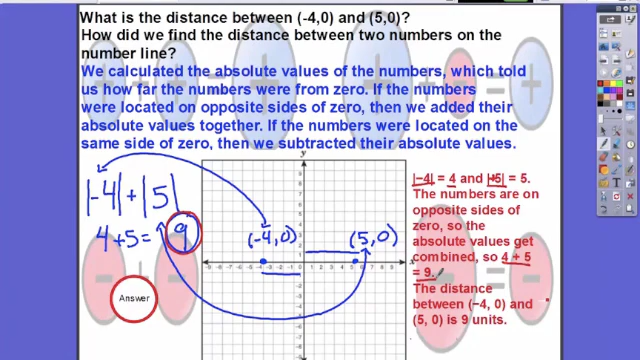 What is the distance between (-4,0) and (5,0)?
How did we find the distance between two numbers on the
number line?
We calculated the absolute values of the numbers, which told
us how far the numbers were from zero. If the numbers
were located on opposite sides of zero, then we added their
absolute values together. If the numbers were located on the
same side of zero, then we subtracted their absolute values.
|-4| + |5|
4+5= 9
Answer
y
(-4,0)
(5,0)
x
|−4| = 4 and |+5| = 5.
The numbers are on
opposite sides of
zero, so the
absolute values get
combined, so 4 + 5
= 9.
The distance
between (−4, 0) and
(5, 0) is 9 units.